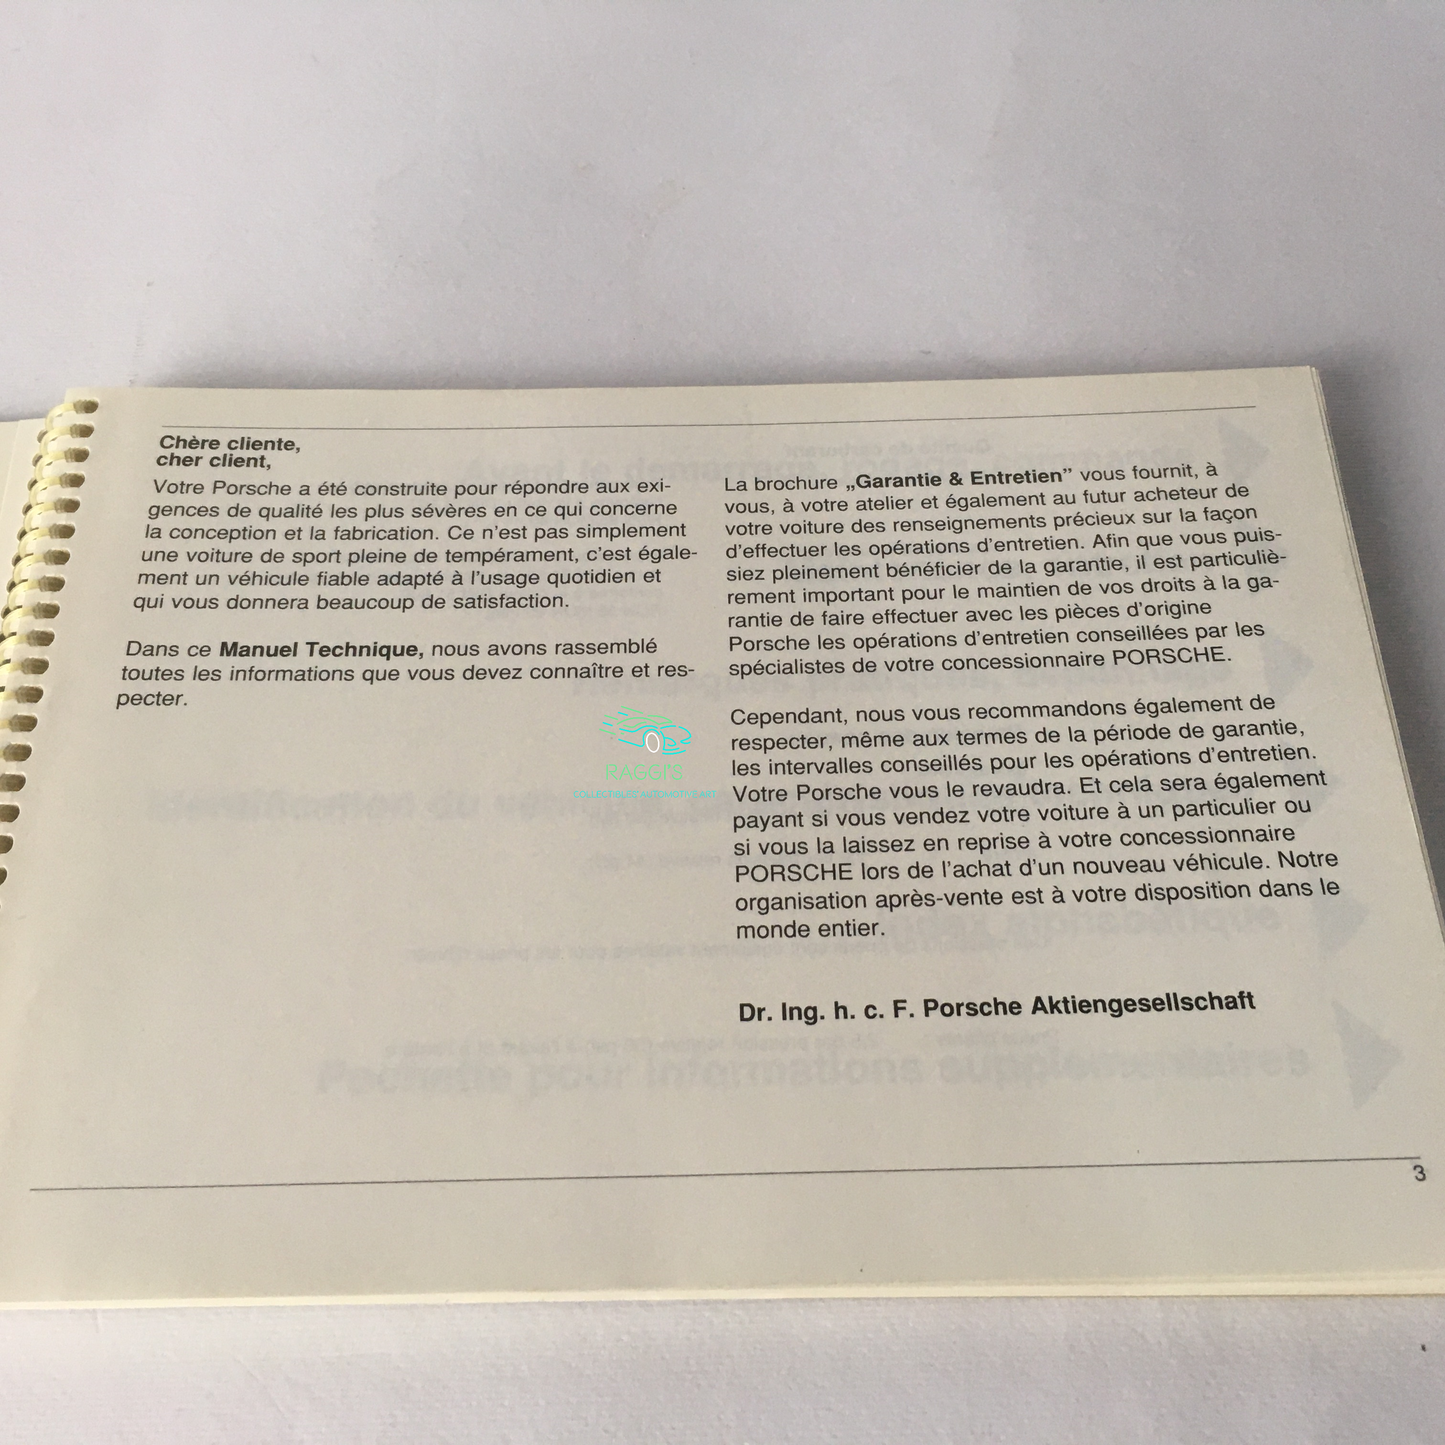 Chère cliente,
cher client,
Votre Porsche a été construite pour répondre aux exi-
gences de qualité les plus sévères en ce qui concerne
la conception et la fabrication. Ce n'est pas simplement
une voiture de sport pleine de tempérament, c'est égale-
ment un véhicule fiable adapté à l'usage quotidien et
qui vous donnera beaucoup de satisfaction.
Dans ce Manuel Technique, nous avons rassemblé
toutes les informations que vous devez connaître et res-
pecter.
La brochure „Garantie & Entretien” vous fournit, à
vous, à votre atelier et également au futur acheteur de
votre voiture des renseignements précieux sur la façon
d'effectuer les opérations d'entretien. Afin que vous puis-
siez pleinement bénéficier de la garantie, il est particuliè-
rement important pour le maintien de vos droits à la ga-
rantie de faire effectuer avec les pièces d'origine
Porsche les opérations d'entretien conseillées par les
spécialistes de votre concessionnaire PORSCHE.
Cependant, nous vous recommandons également de
respecter, même aux termes de la période de garantie,
les intervalles conseillés pour les opérations d'entretien.
Votre Porsche vous le revaudra. Et cela sera également
payant si vous vendez votre voiture à un particulier ou
si vous la laissez en reprise à votre concessionnaire
PORSCHE lors de l'achat d'un nouveau véhicule. Notre
organisation après-vente est à votre disposition dans le
monde entier.
Dr. Ing. h. c. F. Porsche Aktiengesellschaft
3
RAGGI'S